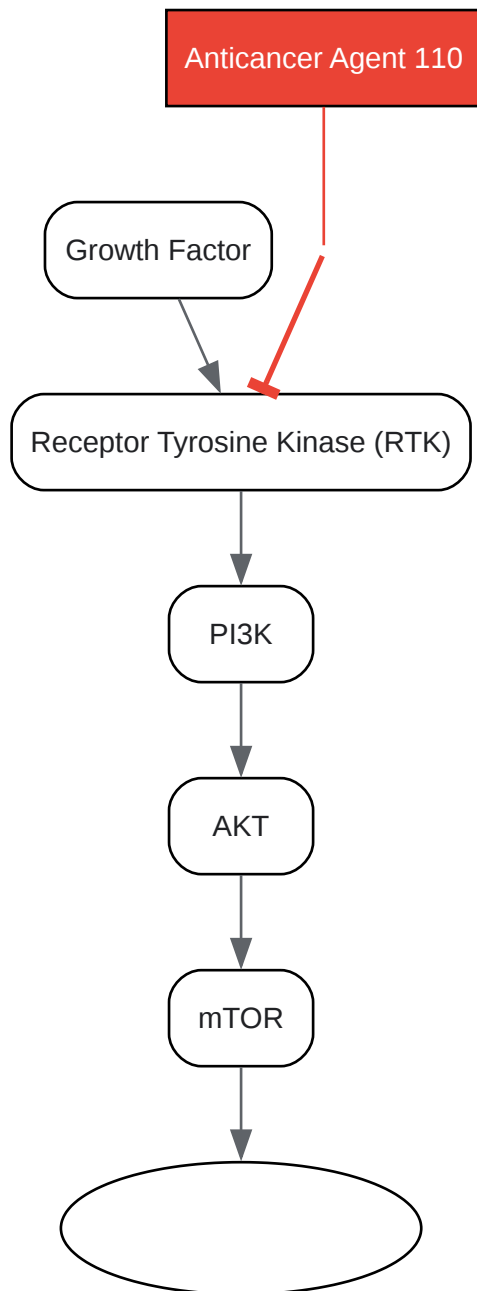 Anticancer Agent 110
Growth Factor
Receptor Tyrosine Kinase (RTK)
PI3K
AKT
mTOR